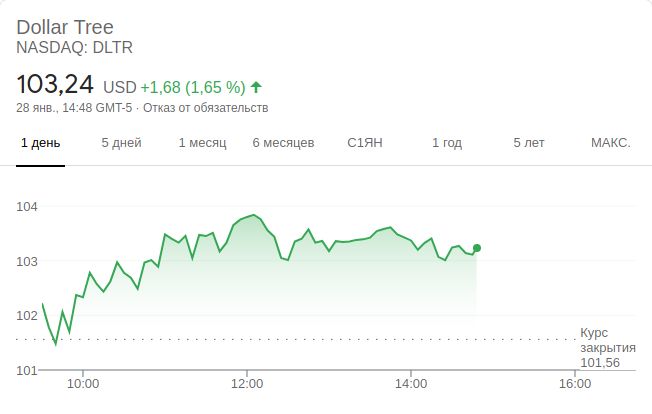 Dollar Tree
NASDAQ: DLTR
103,24 USD +1,68 (1,65 %)
28 янв., 14:48 GMT-5 · Отказ от обязательств
1 день 5 дней 1 месяц 6 месяцев С1ЯН 1 год 5 лет МАКС.
104
103
102
Курс
закрытия
101,56
101
10:00 12:00 14:00 16:00